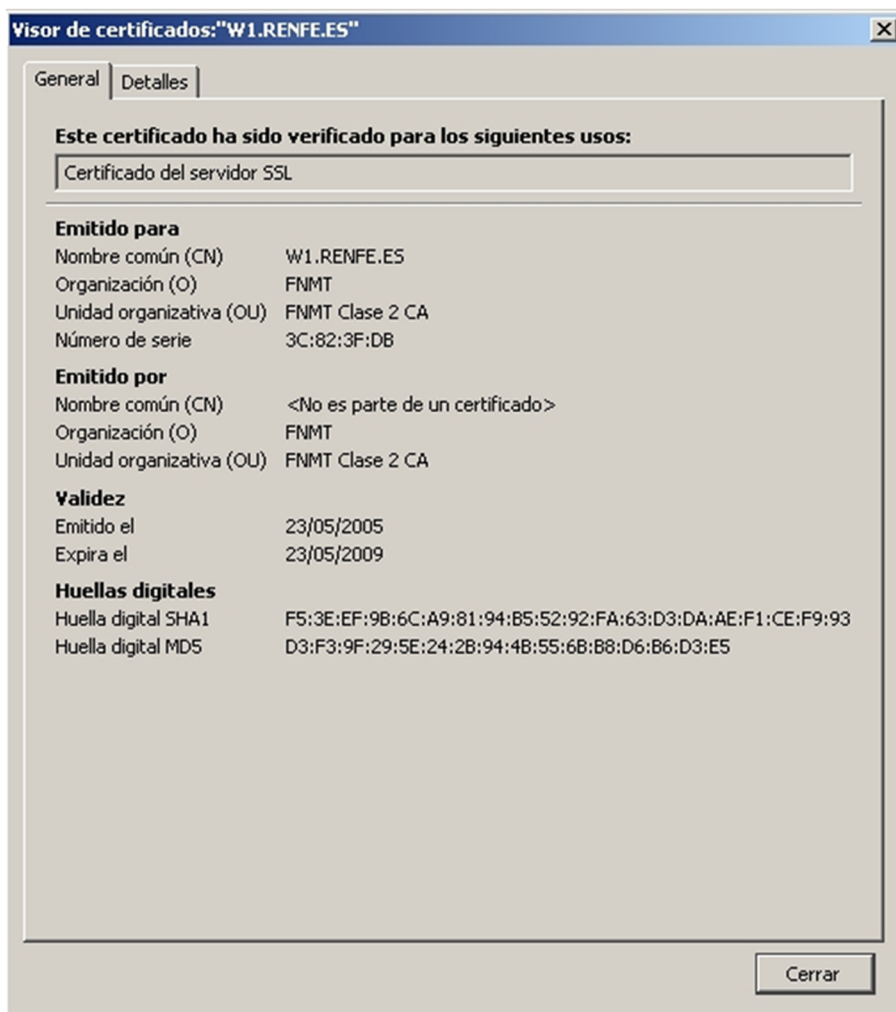 Visor de certificados:"W1.RENFE.ES"
General Detalles
Este certificado ha sido verificado para los siguientes usos:
Certificado del servidor SSL
Emitido para
Nombre común (CN) W1.RENFE.ES
Organización (O) FNMT
Unidad organizativa (OU) FNMT Clase 2 CA
Número de serie 3C:82:3F:DB
Emitido por
Nombre común (CN) <No es parte de un certificado>
Organización (O) FNMT
Unidad organizativa (OU) FNMT Clase 2 CA
Validez
Emitido el 23/05/2005
Expira el 23/05/2009
Huellas digitales
Huella digital SHA1 F5:3E:EF:9B:6C:A9:81:94:B5:52:92:FA:63:D3:DA:AE:F1:CE:F9:93
Huella digital MD5 D3:F3:9F:29:5E:24:2B:94:4B:55:6B:B8:D6:B6:D3:E5
Cerrar